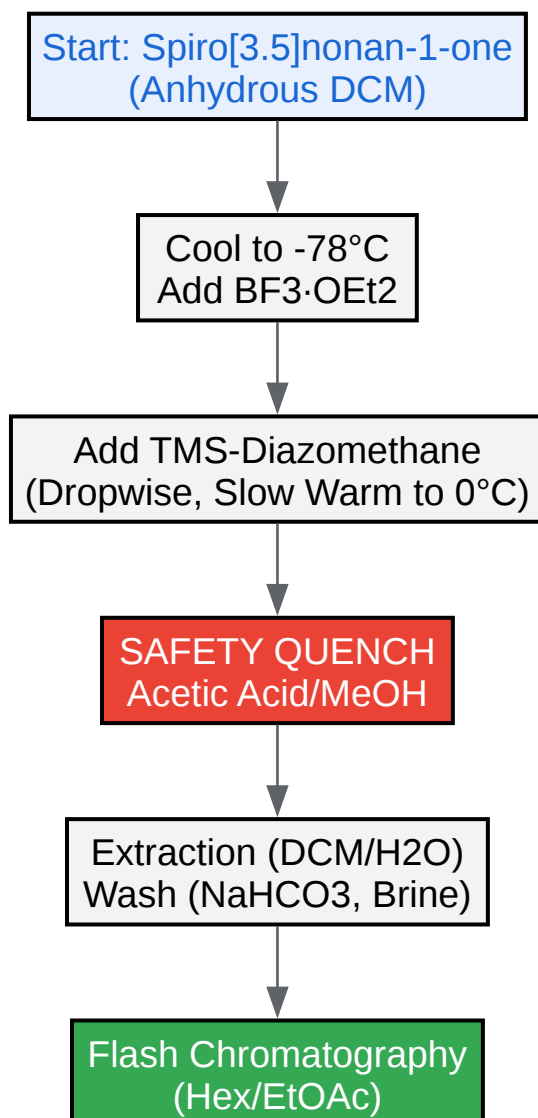 Start: Spiro[3.5]nonan-1-one
(Anhydrous DCM)
Cool to -78°C
Add BF3·OEt2
Add TMS-Diazomethane
(Dropwise, Slow Warm to 0°C)
SAFETY QUENCH
Acetic Acid/MeOH
Extraction (DCM/H2O)
Wash (NaHCO3, Brine)
Flash Chromatography
(Hex/EtOAc)